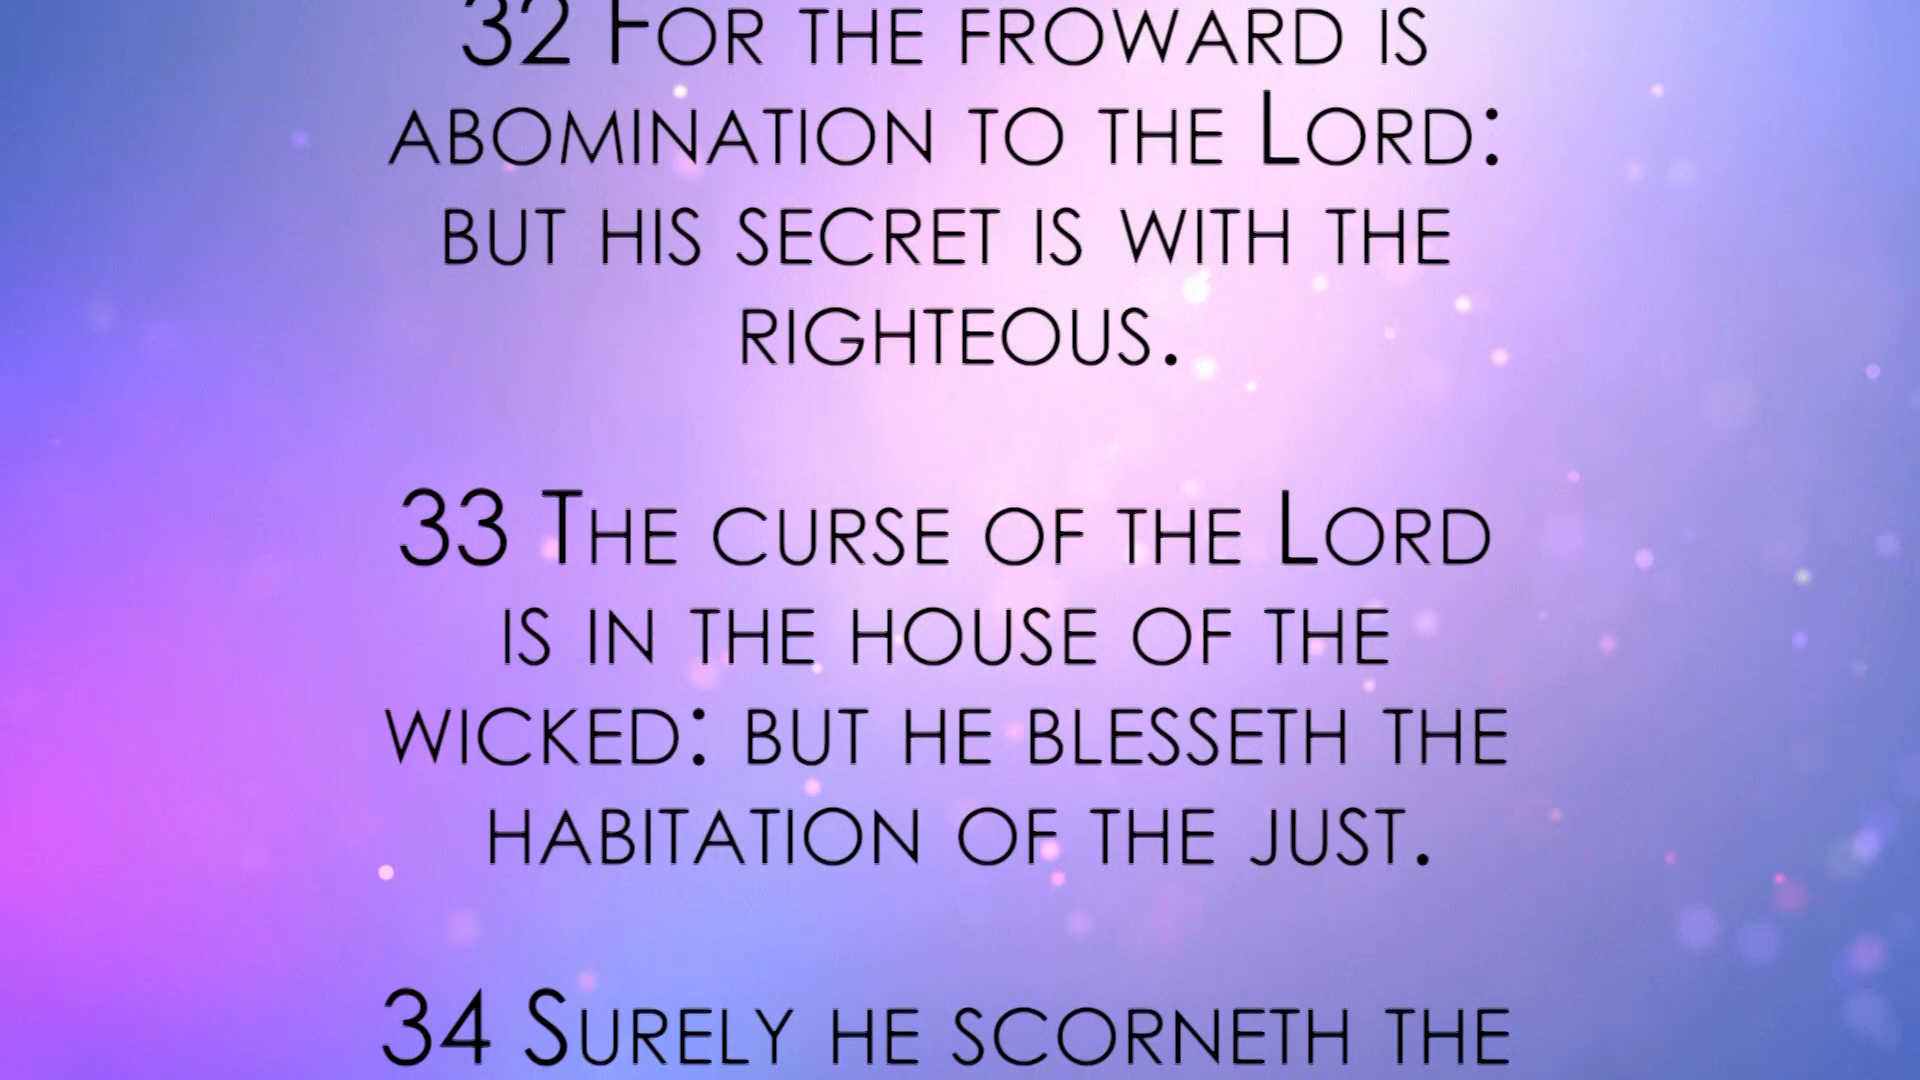 32 For the froward is
abomination to the Lord:
but his secret is with the
righteous.
33 The curse of the Lord
is in the house of the
wicked: but he blesseth the
habitation of the just.
34 Surely he scorneth the